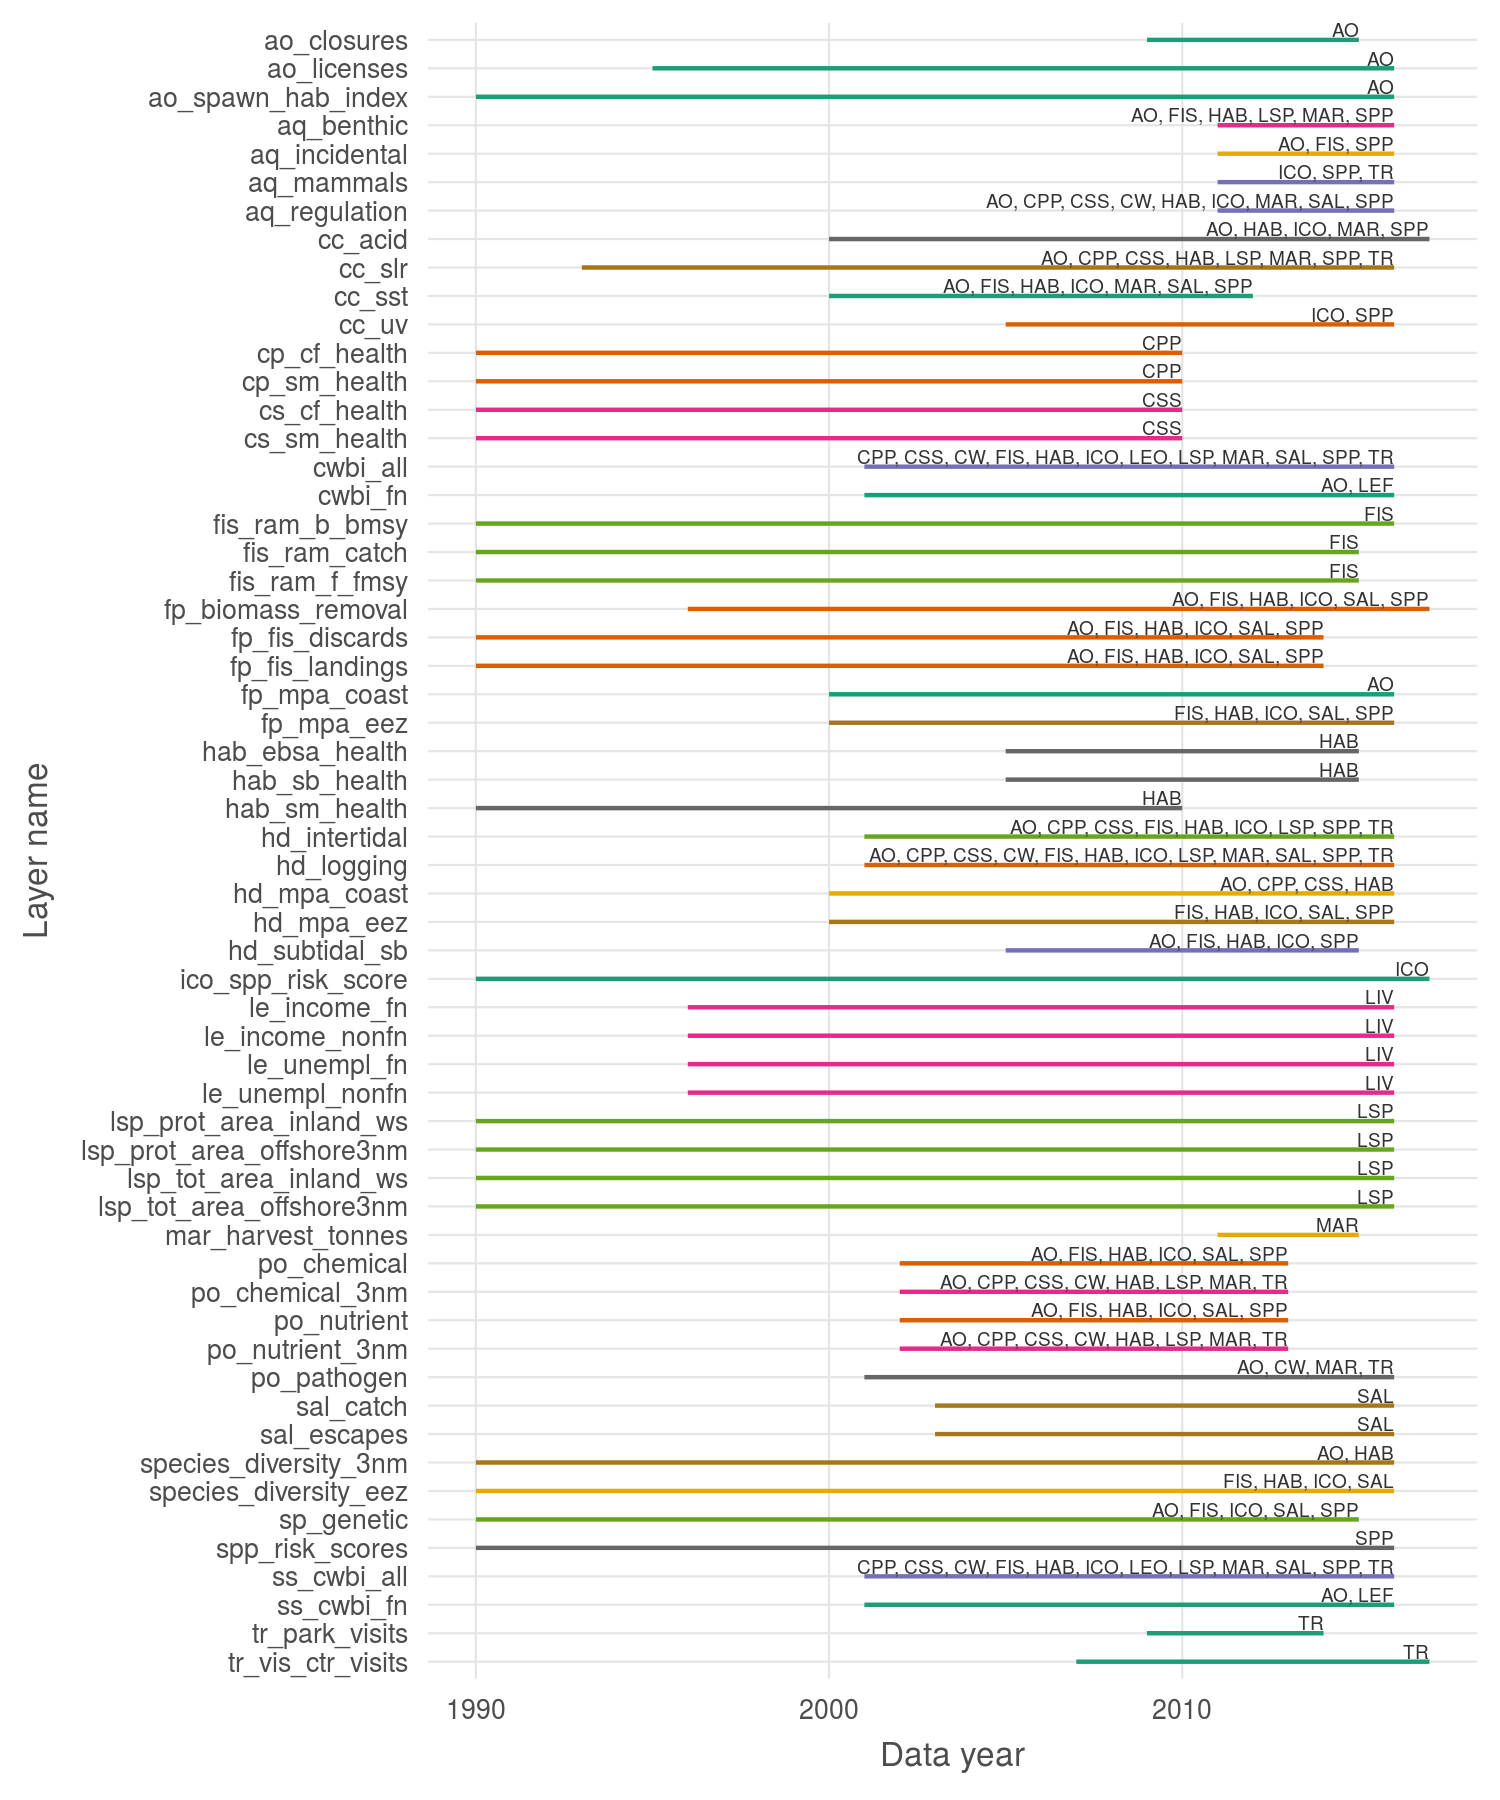 ao_closures AO
ao_licenses AO
ao_spawn_hab_index AO
aq_benthic AO, FIS, HAB, LSP, MAR, SPP
aq_incidental AO, FIS, SPP
aq_mammals ICO, SPP, TR
aq_regulation AO, CPP, CSS, CW, HAB, ICO, MAR, SAL, SPP
cc_acid AO, HAB, ICO, MAR, SPP
cc_slr AO, CPP, CSS, HAB, LSP, MAR, SPP, TR
cc_sst AO, FIS, HAB, ICO, MAR, SAL, SPP
cc_uv ICO, SPP
cp_cf_health CPP
cp_sm_health CPP
cs_cf_health CSS
cs_sm_health CSS
cwbi_all CPP, CSS, CW, FIS, HAB, ICO, LEO, LSP, MAR, SAL, SPP, TR
cwbi_fn AO, LEF
fis_ram_b_bmsy FIS
fis_ram_catch FIS
fis_ram_f_fmsy FIS
fp_biomass_removal AO, FIS, HAB, ICO, SAL, SPP
fp_fis_discards AO, FIS, HAB, ICO, SAL, SPP
fp_fis_landings AO, FIS, HAB, ICO, SAL, SPP
fp_mpa_coast AO
fp_mpa_eez FIS, HAB, ICO, SAL, SPP
hab_ebsa_health HAB
hab_sb_health HAB
hab_sm_health HAB
hd_intertidal AO, CPP, CSS, FIS, HAB, ICO, LSP, SPP, TR
hd_logging AO, CPP, CSS, CW, FIS, HAB, ICO, LSP, MAR, SAL, SPP, TR
hd_mpa_coast AO, CPP, CSS, HAB
hd_mpa_eez FIS, HAB, ICO, SAL, SPP
hd_subtidal_sb AO, FIS, HAB, ICO, SPP
ico_spp_risk_score ICO
le_income_fn LIV
le_income_nonfn LIV
le_unempl_fn LIV
le_unempl_nonfn LIV
lsp_prot_area_inland_ws LSP
lsp_prot_area_offshore3nm LSP
lsp_tot_area_inland_ws LSP
lsp_tot_area_offshore3nm LSP
mar_harvest_tonnes MAR
po_chemical AO, FIS, HAB, ICO, SAL, SPP
po_chemical_3nm AO, CPP, CSS, CW, HAB, LSP, MAR, TR
po_nutrient AO, FIS, HAB, ICO, SAL, SPP
po_nutrient_3nm AO, CPP, CSS, CW, HAB, LSP, MAR, TR
po_pathogen AO, CW, MAR, TR
sal_catch SAL
sal_escapes SAL
species_diversity_3nm AO, HAB
species_diversity_eez FIS, HAB, ICO, SAL
sp_genetic AO, FIS, ICO, SAL, SPP
spp_risk_scores SPP
ss_cwbi_all CPP, CSS, CW, FIS, HAB, ICO, LEO, LSP, MAR, SAL, SPP, TR
ss_cwbi_fn AO, LEF
tr_park_visits TR
tr_vis_ctr_visits TR
Layer name
1990 2000 2010
Data year